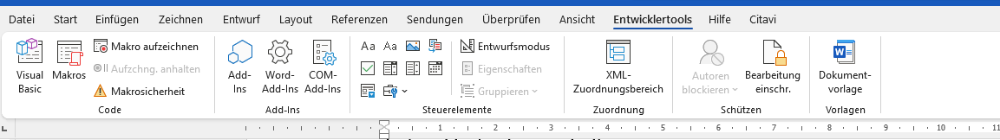 Datei Start Einfügen Zeichnen Entwurf Layout Referenzen Sendungen Überprüfen Ansicht Entwicklertools Hilfe Citavi
Visual Basic
Makros
Makro aufzeichnen
Aufzchng. anhalten
Makrosicherheit
Code
Add-Ins
Word-Add-Ins
COM-Add-Ins
Add-Ins
Aa Aa
Entwurfsmodus
Eigenschaften
Gruppieren
Steuerelemente
XML-Zuordnungsbereich
Zuordnung
Autoren blockieren
Bearbeitung einschr.
Schützen
W
Dokument-vorlage
Vorlagen
1 2 3 4 5 6 7 8 9 10 11